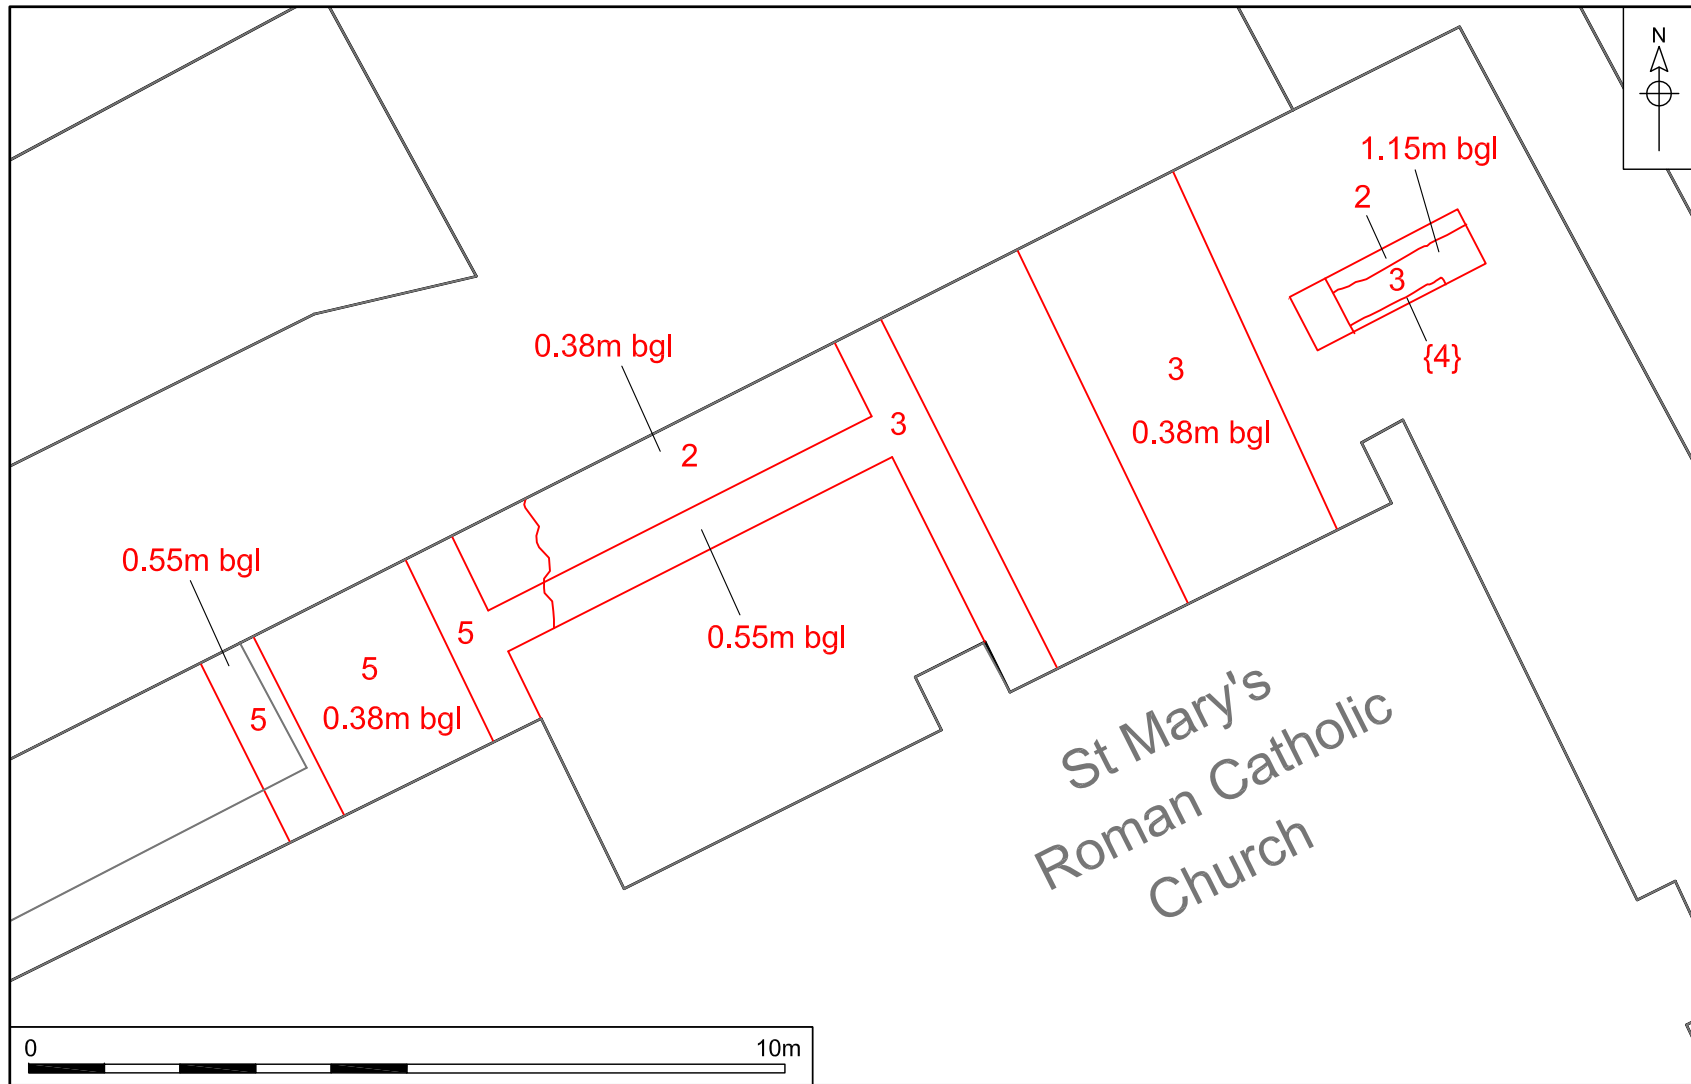 N
1.15m bgl
2
3
{4}
0.38m bgl
3
0.38m bgl
3
2
0.55m bgl
0.55m bgl
5
5
0.38m bgl
5
St Mary's
Roman Catholic
Church
0 10m